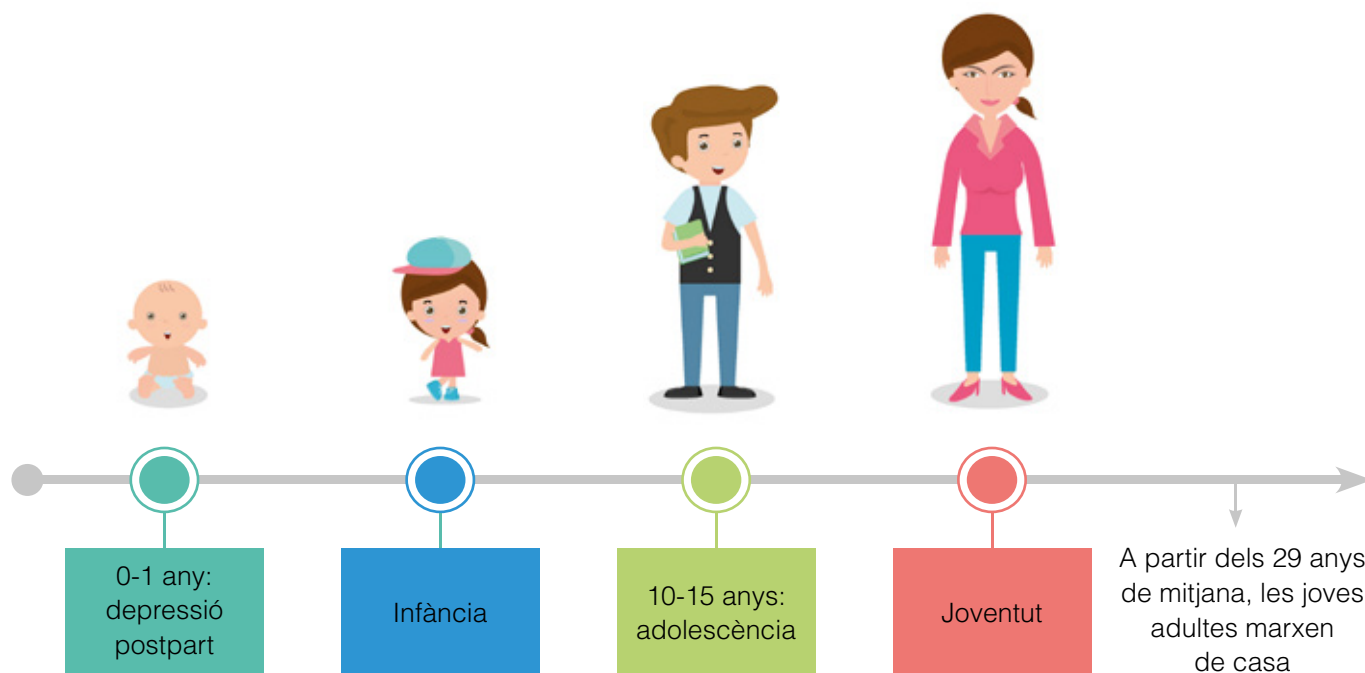 0-1 any:
depressió
postpart
Infància
10-15 anys:
adolescència
Joventut
A partir dels 29 anys
de mitjana, les joves
adultes marxen
de casa